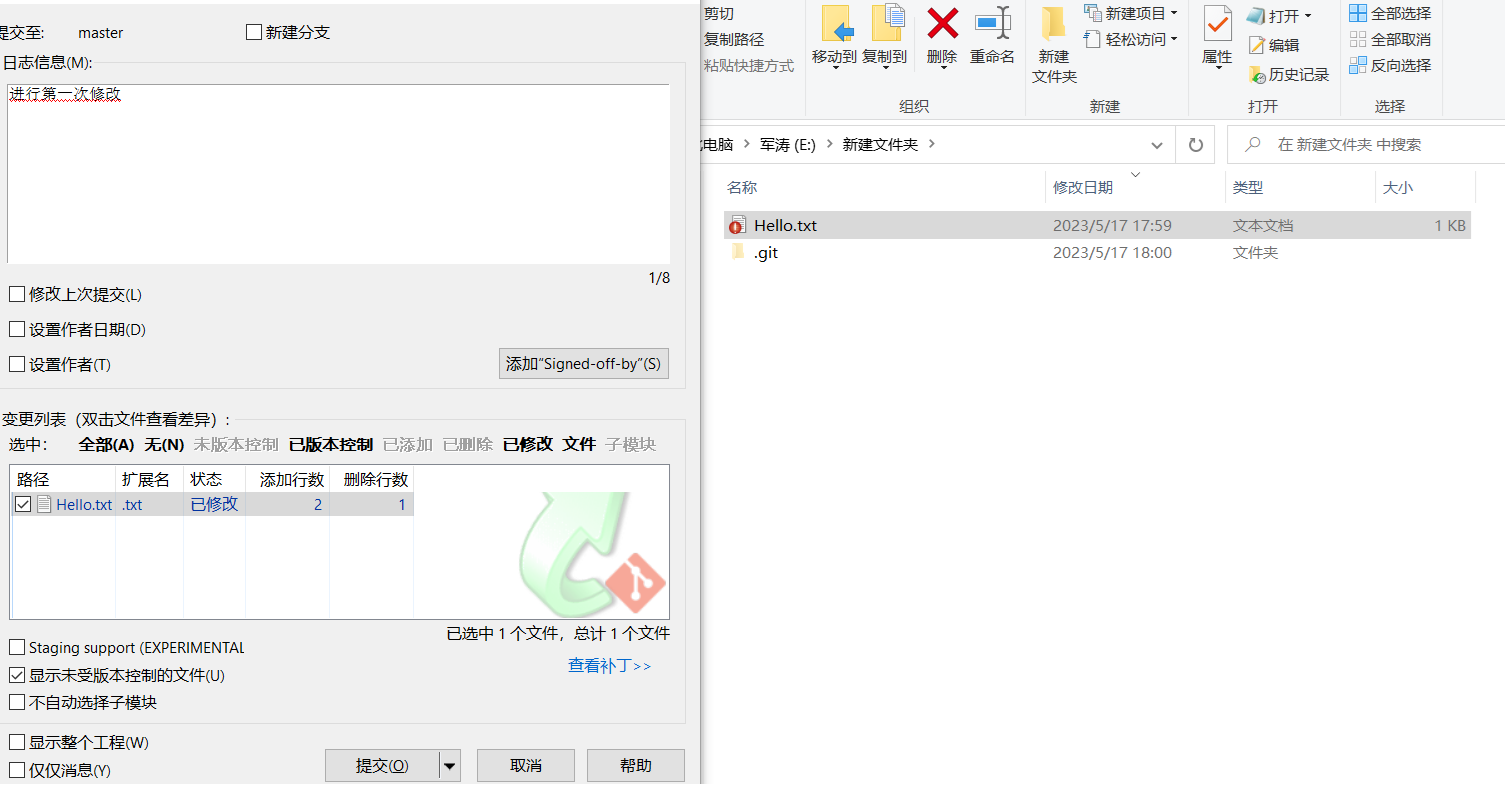 提交至: master 新建分支
日志信息(M):
进行第一次修改
1/8
修改上次提交(L)
设置作者日期(D)
设置作者(T)
添加“Signed-off-by”(S)
变更列表（双击文件查看差异）:
选中: 全部(A) 无(N) 未版本控制 已版本控制 已添加 已删除 已修改 文件 子模块
路径 扩展名 状态 添加行数 删除行数
Hello.txt .txt 已修改 2 1
已选中 1 个文件，总计 1 个文件
Staging support (EXPERIMENTAL
查看补丁>>
显示未受版本控制的文件(U)
不自动选择子模块
显示整个工程(W)
仅仅消息(Y)
提交(O) 取消 帮助
剪切
复制路径
粘贴快捷方式
移动到 复制到 删除 重命名
组织
新建
文件夹
新建项目
轻松访问
新建
属性
打开
编辑
历史记录
打开
全部选择
全部取消
反向选择
选择
电脑 > 军涛 (E:) > 新建文件夹 >
在 新建文件夹 中搜索
名称 修改日期 类型 大小
Hello.txt 2023/5/17 17:59 文本文档 1 KB
.git 2023/5/17 18:00 文件夹